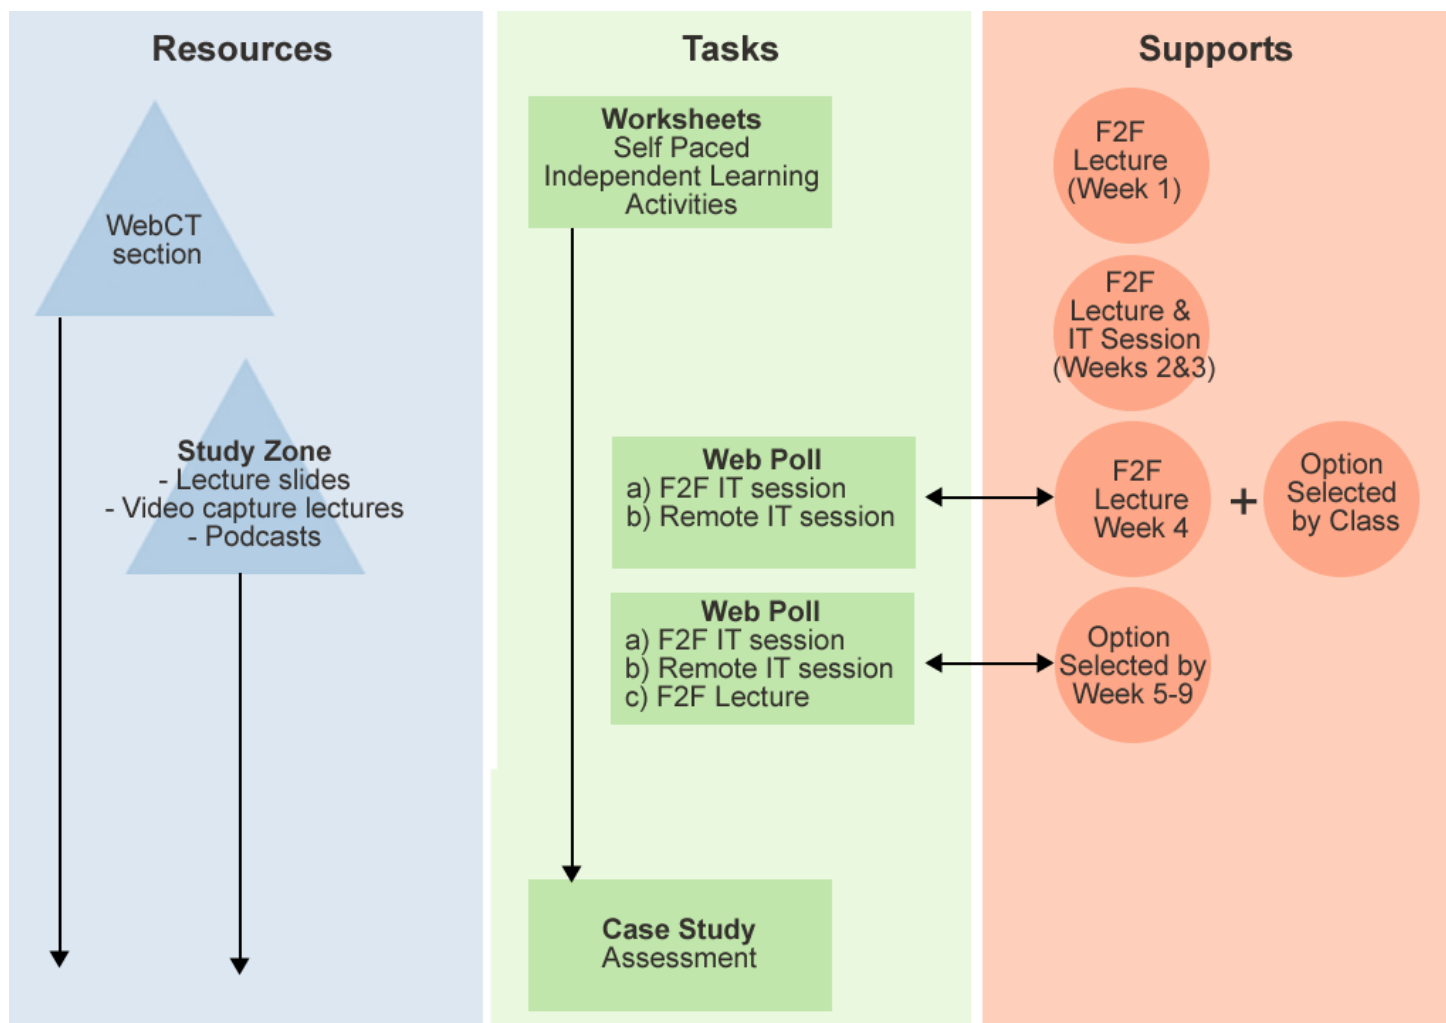 Resources
WebCT
section
Study Zone
- Lecture slides
- Video capture lectures
- Podcasts
Tasks
Worksheets
Self Paced
Independent Learning
Activities
Web Poll
a) F2F IT session
b) Remote IT session
Web Poll
a) F2F IT session
b) Remote IT session
c) F2F Lecture
Case Study
Assessment
Supports
F2F
Lecture
(Week 1)
F2F
Lecture &
IT Session
(Weeks 2&3)
F2F
Lecture
Week 4
+
Option
Selected
by Class
Option
Selected by
Week 5-9